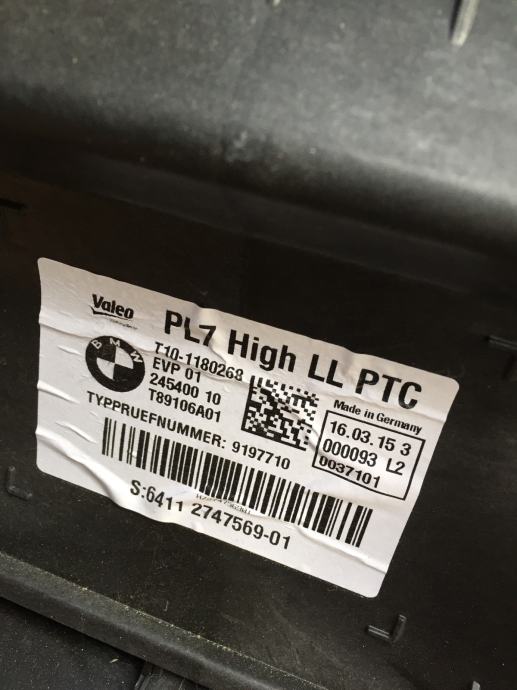 Valeo
PL7 High LL PTC
BMW
T10-1180268
EVP 01
245400 10
T89106A01
Made in Germany
16.03.15 3
000093 L2
0037101
TYPPRUEFNUMMER: 9197710
S:6411 2747569-01